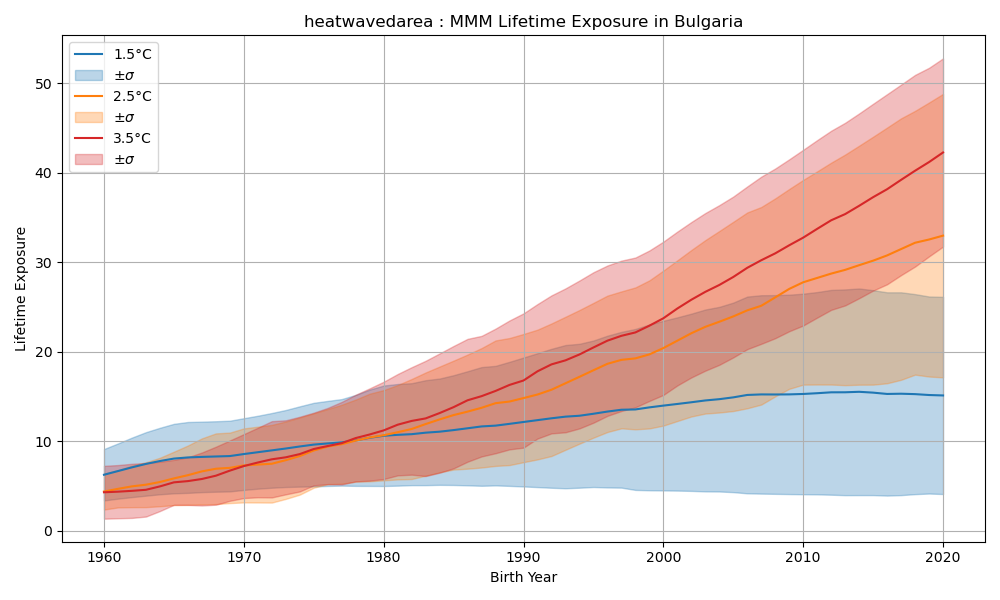 heatwavedarea : MMM Lifetime Exposure in Bulgaria
1.5°C
±σ
2.5°C
±σ
3.5°C
±σ
50
40
30
20
10
0
Lifetime Exposure
1960 1970 1980 1990 2000 2010 2020
Birth Year